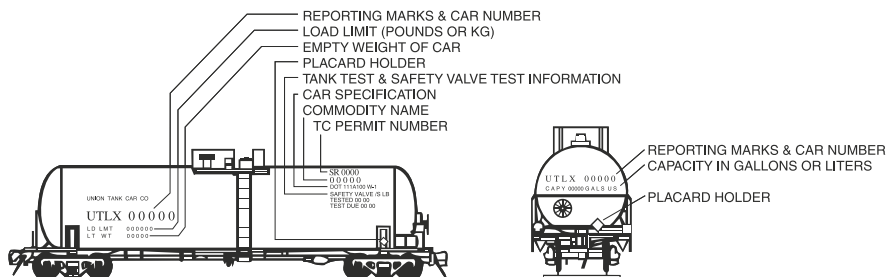 REPORTING MARKS & CAR NUMBER
LOAD LIMIT (POUNDS OR KG)
EMPTY WEIGHT OF CAR
PLACARD HOLDER
TANK TEST & SAFETY VALVE TEST INFORMATION
CAR SPECIFICATION
COMMODITY NAME
TC PERMIT NUMBER
SR 0000
00000
DOT 111A100 W-1
SAFETY VALVE /S LB
TESTED 00 00
TEST DUE 00 00
UNION TANK CAR CO
UTLX 00000
LD LMT 000000
LT WT 00000
REPORTING MARKS & CAR NUMBER
CAPACITY IN GALLONS OR LITERS
PLACARD HOLDER
UTLX 00000
CAPY 00000 GALS US